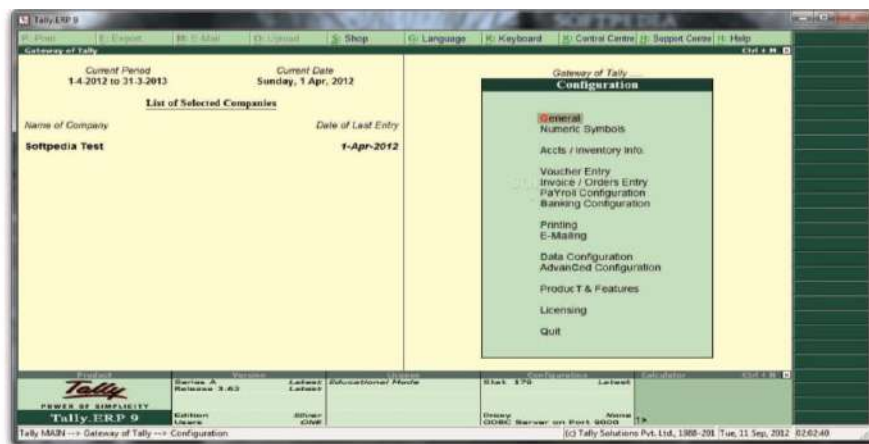 Tally.ERP 9
P: Print E: Export M: E-Mail O: Upload S: Shop G: Language K: Keyboard K: Control Centre H: Support Centre H: Help
Gateway of Tally Ctrl + M
Current Period Current Date
1-4-2012 to 31-3-2013 Sunday, 1 Apr, 2012
List of Selected Companies
Name of Company Date of Last Entry
Softpedia Test 1-Apr-2012
Gateway of Tally ......
Configuration
General
Numeric Symbols
Accts / Inventory Info.
Voucher Entry
Invoice / Orders Entry
PaYroll Configuration
Banking Configuration
Printing
E-Mailing
Data Configuration
AdvanCed Configuration
ProducT & Features
Licensing
Quit
Product Version License Configuration Calculator Ctrl + N
Tally
POWER OF SIMPLICITY
Tally.ERP 9
Series A Latest
Release 3.62 Latest
Edition Silver
Users ONE
Educational Mode
Stat 170 Latest
Proxy None
ODBC Server on Port 9000
1>
Tally MAIN --> Gateway of Tally --> Configuration (c) Tally Solutions Pvt. Ltd., 1988-201 Tue, 11 Sep, 2012 02:02:40